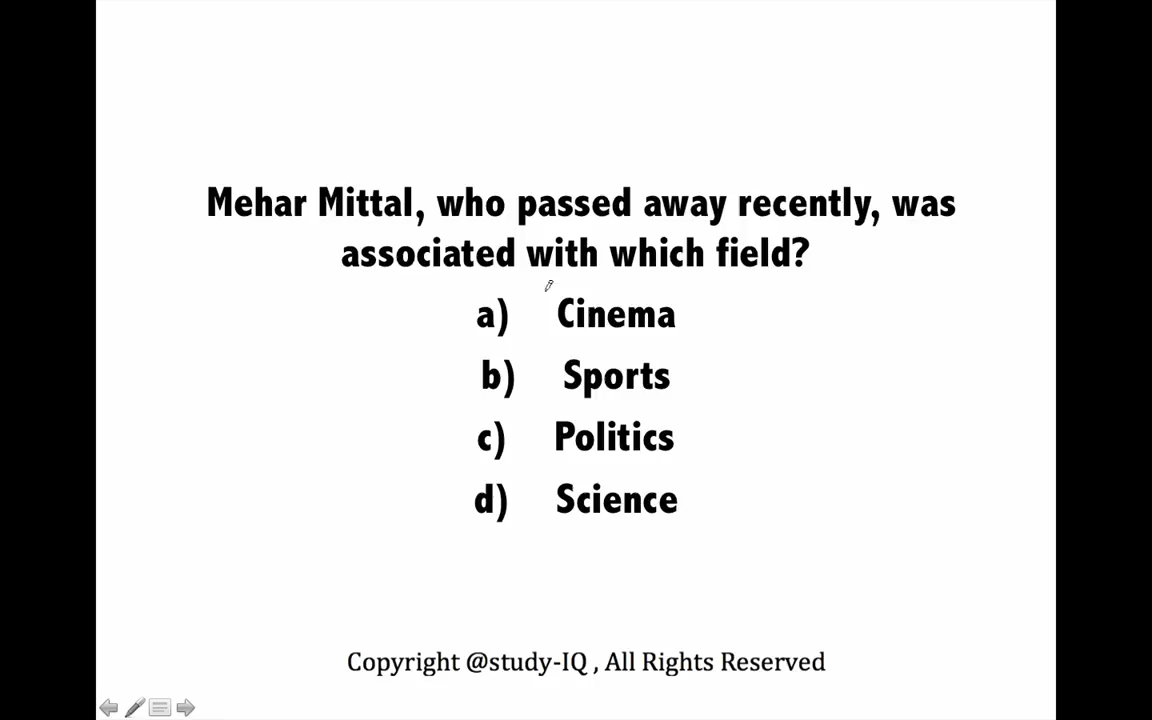 Mehar Mittal, who passed away recently, was
associated with which field?
a) Cinema
b) Sports
c) Politics
d) Science
Copyright @study-IQ , All Rights Reserved